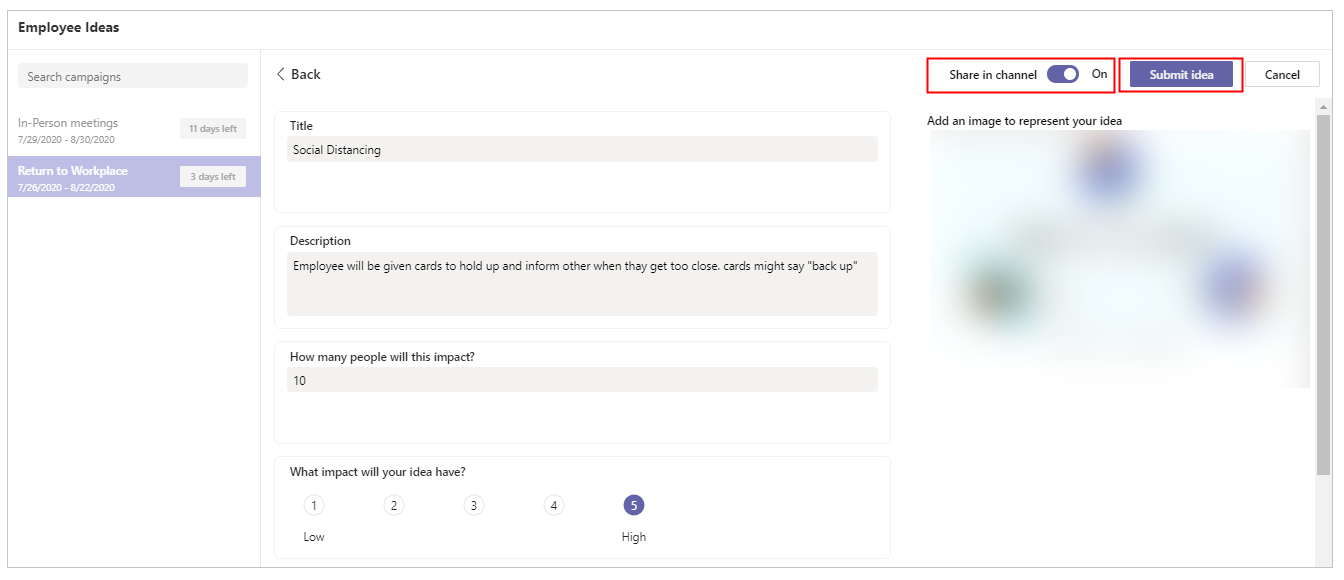 Employee Ideas
Search campaigns
In-Person meetings
7/29/2020 - 8/30/2020
11 days left
Return to Workplace
7/26/2020 - 8/22/2020
3 days left
Back
Share in channel On
Submit idea
Cancel
Title
Social Distancing
Description
Employee will be given cards to hold up and inform other when thay get too close. cards might say "back up"
How many people will this impact?
10
What impact will your idea have?
1 2 3 4 5
Low High
Add an image to represent your idea